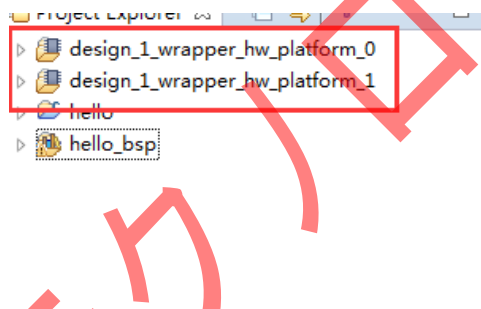 Project Explorer
design_1_wrapper_hw_platform_0
design_1_wrapper_hw_platform_1
hello
hello_bsp